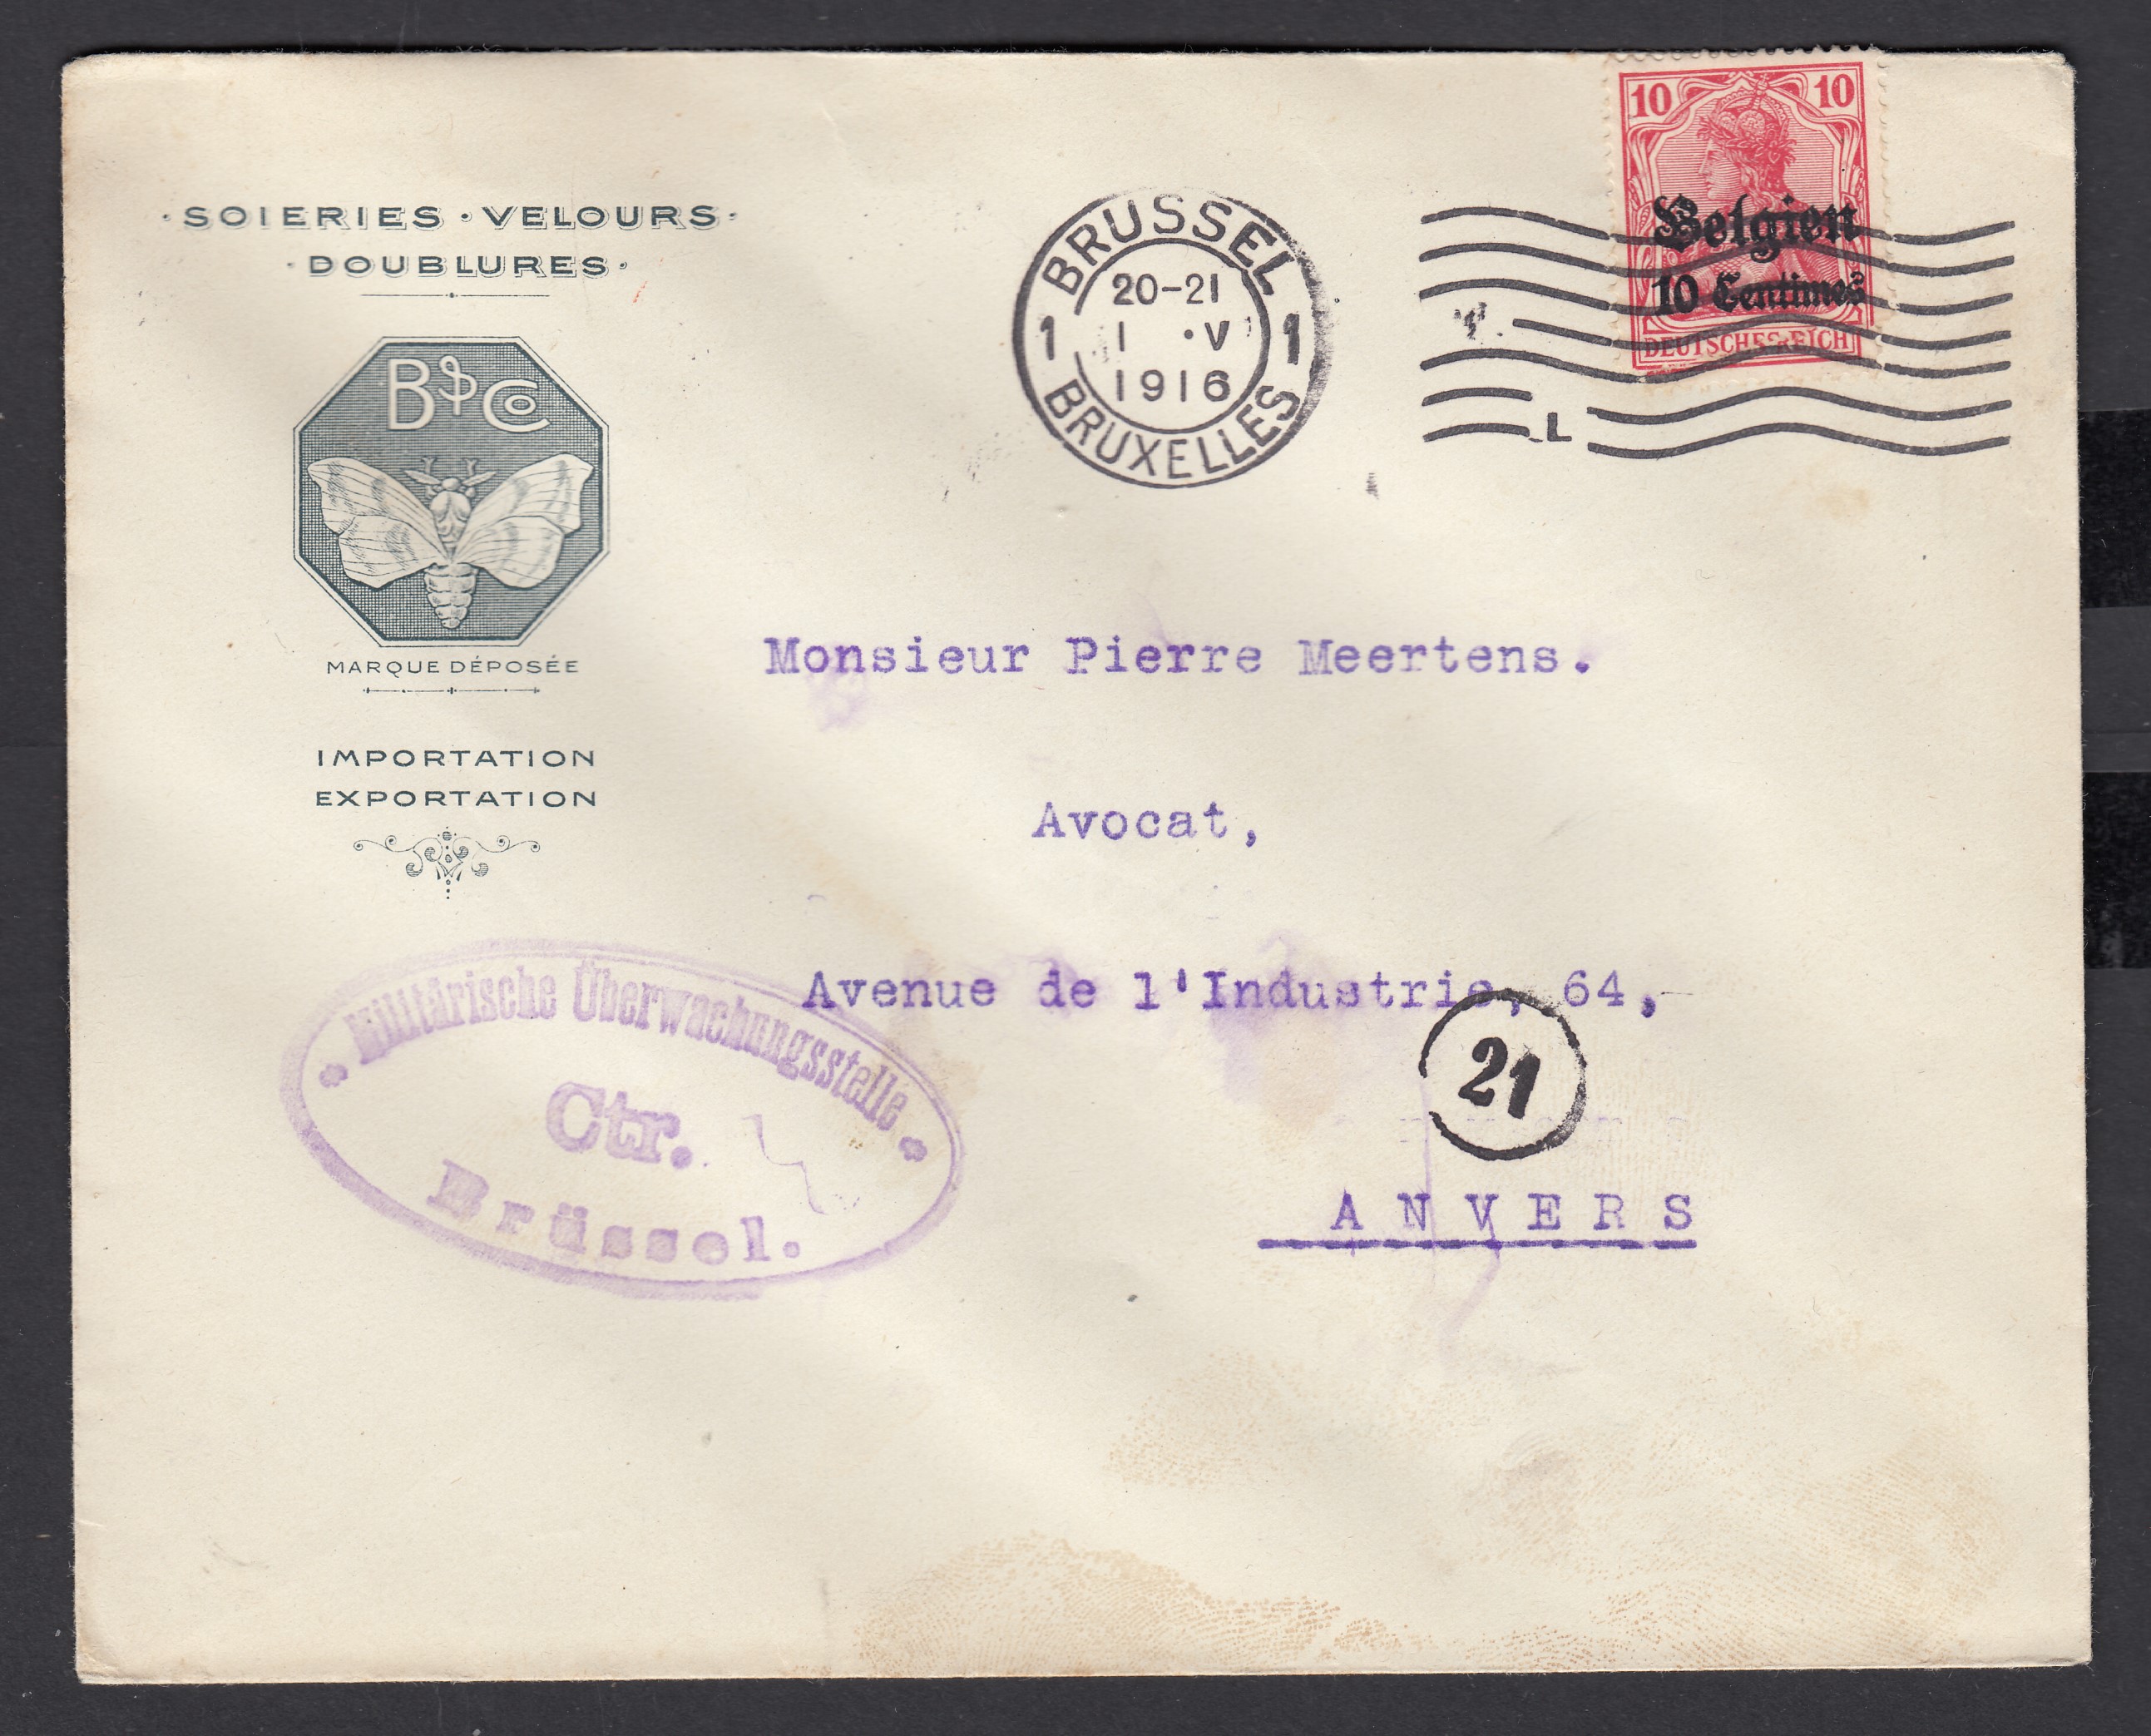 · SOIERIES · VELOURS ·
· DOUBLURES ·
B & Co
MARQUE DÉPOSÉE
IMPORTATION
EXPORTATION
BRUSSEL
20-21
1 1 · V 1
1916
BRUXELLES
L
10 10
Belgien
10 Centimes
DEUTSCHES REICH
Monsieur Pierre Meertens.
Avocat,
Avenue de l'Industrie, 64,
21
ANVERS
Militärische Überwachungsstelle
Ctr.
Brüssel.